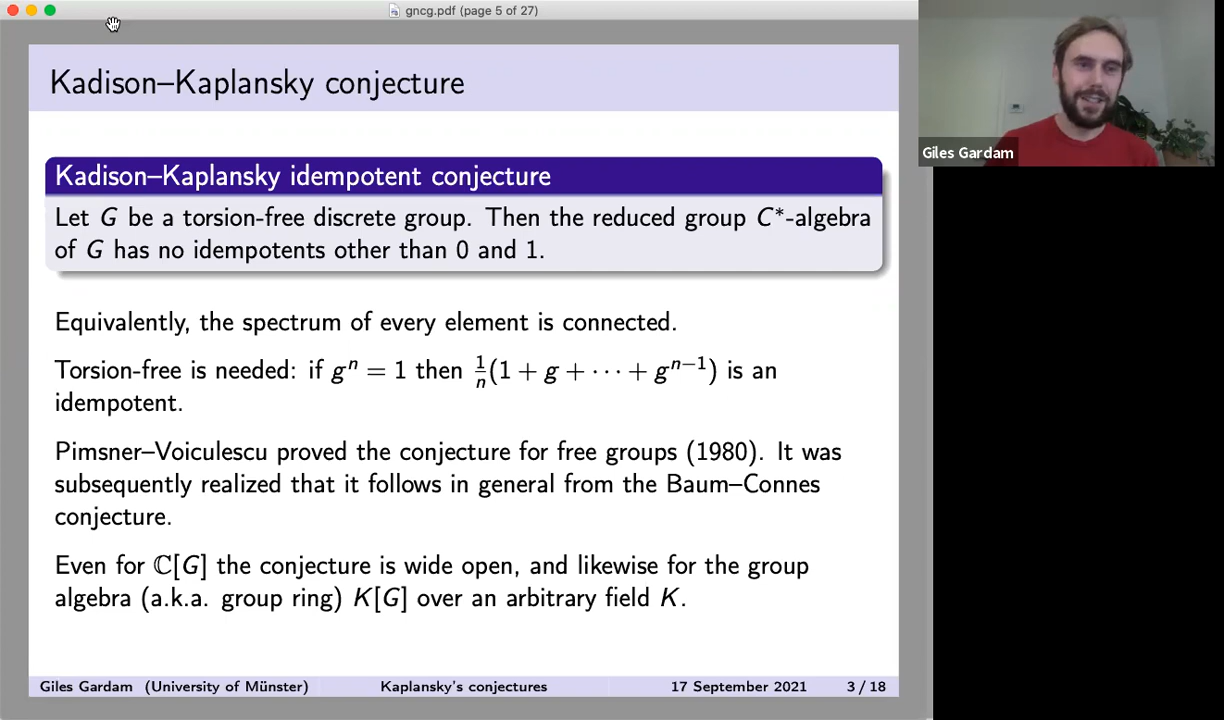 gncg.pdf (page 5 of 27)
Kadison–Kaplansky conjecture
Kadison–Kaplansky idempotent conjecture
Let G be a torsion-free discrete group. Then the reduced group C*-algebra
of G has no idempotents other than 0 and 1.
Equivalently, the spectrum of every element is connected.
Torsion-free is needed: if gⁿ = 1 then 1/n(1 + g + ⋯ + gⁿ⁻¹) is an
idempotent.
Pimsner–Voiculescu proved the conjecture for free groups (1980). It was
subsequently realized that it follows in general from the Baum–Connes
conjecture.
Even for ℂ[G] the conjecture is wide open, and likewise for the group
algebra (a.k.a. group ring) K[G] over an arbitrary field K.
Giles Gardam (University of Münster) Kaplansky's conjectures 17 September 2021 3 / 18
Giles Gardam